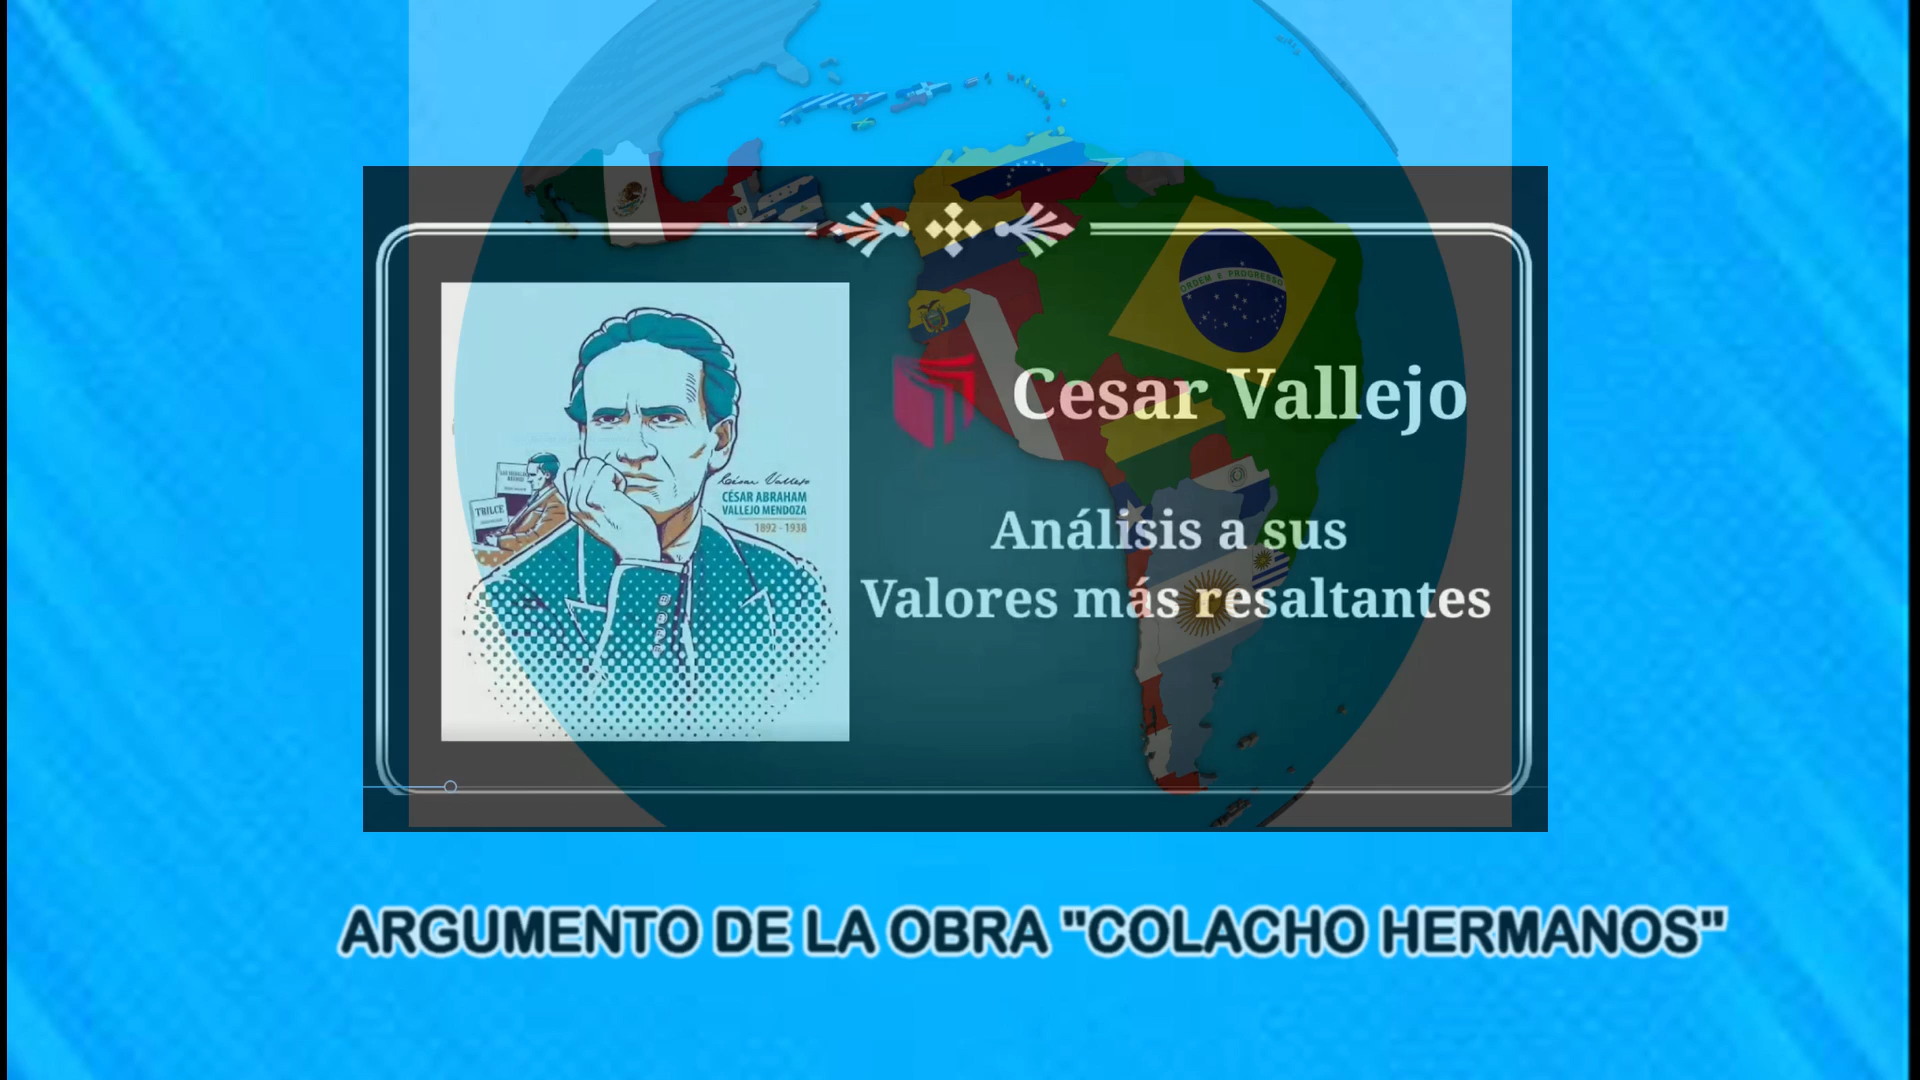 ORDEM E PROGRESSO
Cesar Vallejo
César Vallejo
CÉSAR ABRAHAM
VALLEJO MENDOZA
1892 - 1938
TRILCE
Análisis a sus
Valores más resaltantes
ARGUMENTO DE LA OBRA "COLACHO HERMANOS"